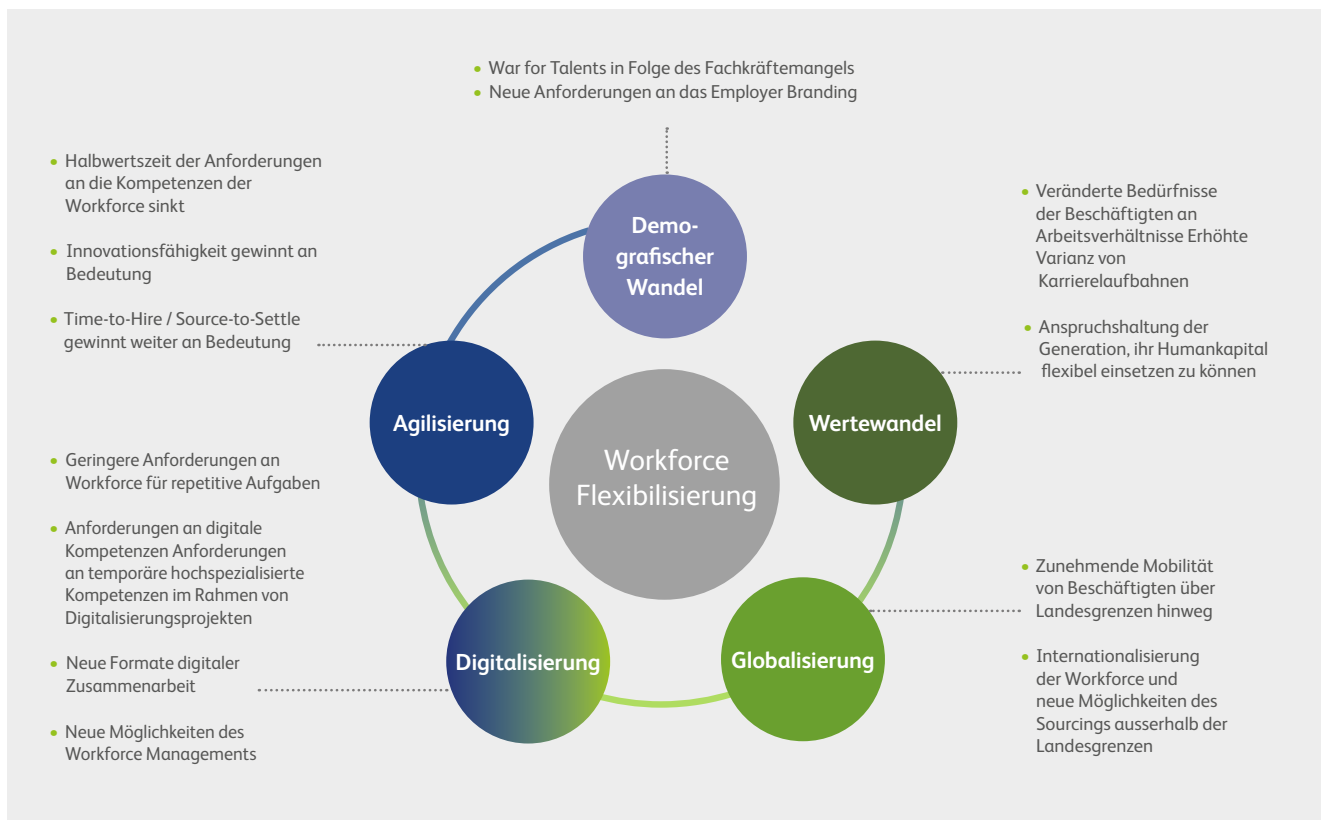 War for Talents in Folge des Fachkräftemangels
Neue Anforderungen an das Employer Branding
Halbwertszeit der Anforderungen
an die Kompetenzen der
Workforce sinkt
Innovationsfähigkeit gewinnt an
Bedeutung
Time-to-Hire / Source-to-Settle
gewinnt weiter an Bedeutung
Demo-
grafischer
Wandel
Veränderte Bedürfnisse
der Beschäftigten an
Arbeitsverhältnisse Erhöhte
Varianz von
Karrierelaufbahnen
Anspruchshaltung der
Generation, ihr Humankapital
flexibel einsetzen zu können
Agilisierung
Wertewandel
Workforce
Flexibilisierung
Geringere Anforderungen an
Workforce für repetitive Aufgaben
Anforderungen an digitale
Kompetenzen Anforderungen
an temporäre hochspezialisierte
Kompetenzen im Rahmen von
Digitalisierungsprojekten
Neue Formate digitaler
Zusammenarbeit
Neue Möglichkeiten des
Workforce Managements
Digitalisierung
Globalisierung
Zunehmende Mobilität
von Beschäftigten über
Landesgrenzen hinweg
Internationalisierung
der Workforce und
neue Möglichkeiten des
Sourcings ausserhalb der
Landesgrenzen